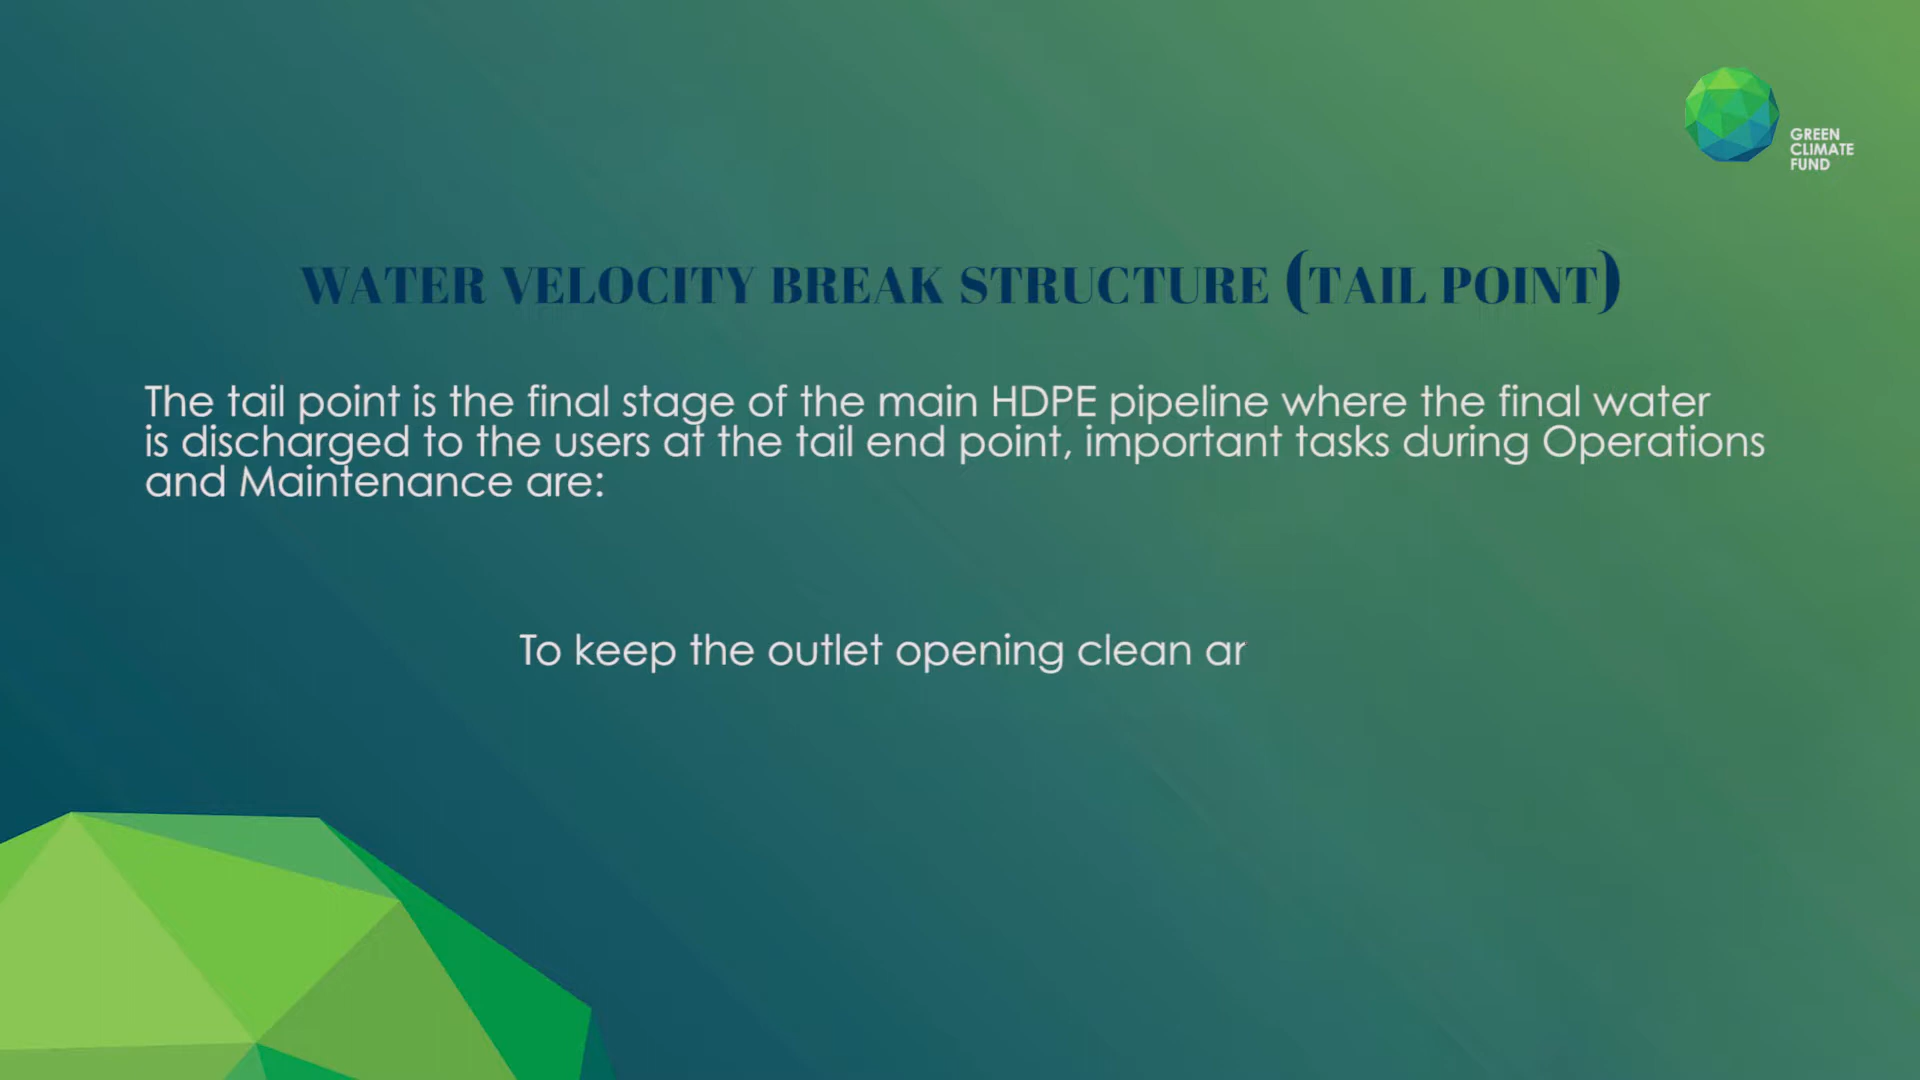 GREEN
CLIMATE
FUND
WATER VELOCITY BREAK STRUCTURE (TAIL POINT)
The tail point is the final stage of the main HDPE pipeline where the final water
is discharged to the users at the tail end point, important tasks during Operations
and Maintenance are:
To keep the outlet opening clean